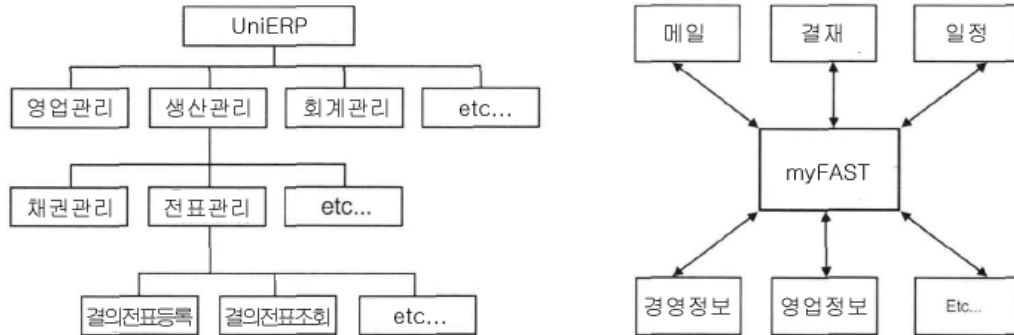 UniERP
영업관리
생산관리
회계관리
etc...
채권관리
전표관리
etc...
결의전표등록
결의전표조회
etc...
메일
결재
일정
myFAST
경영정보
영업정보
Etc...